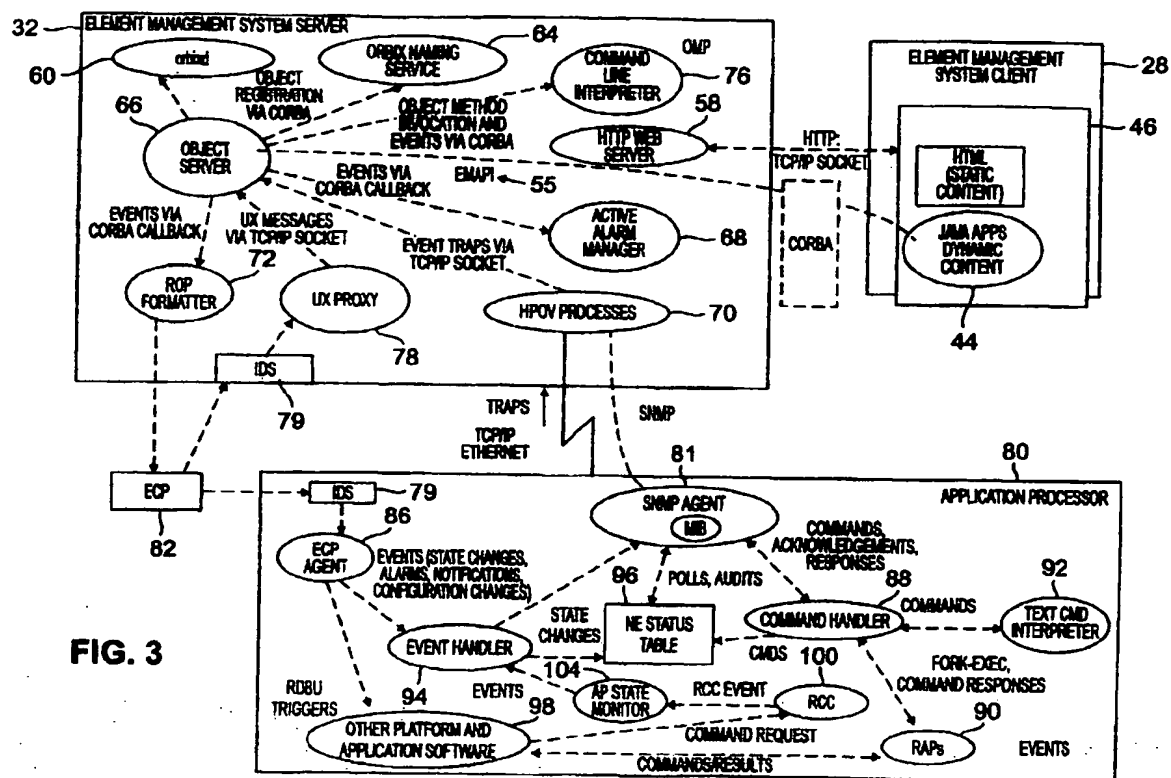 32
ELEMENT MANAGEMENT SYSTEM SERVER
60
orbixd
ORBIX NAMING
SERVICE
64
OMP
COMMAND
LINE
INTERPRETER
76
OBJECT
REGISTRATION
VIA CORBA
66
OBJECT
SERVER
OBJECT METHOD
INVOCATION AND
EVENTS VIA CORBA
58
HTTP WEB
SERVER
EVENTS VIA
CORBA CALLBACK
EMAPI
55
EVENTS VIA
CORBA CALLBACK
UX MESSAGES
VIA TCP/IP SOCKET
EVENT TRAPS VIA
TCP/IP SOCKET
ACTIVE
ALARM
MANAGER
68
72
ROP
FORMATTER
UX PROXY
78
HPOV PROCESSES
70
IDS
79
ELEMENT MANAGEMENT
SYSTEM CLIENT
28
46
HTTP:
TCP/IP SOCKET
HTML
(STATIC
CONTENT)
CORBA
JAVA APPS
DYNAMIC
CONTENT
44
TRAPS
TCP/IP
ETHERNET
SNMP
ECP
82
80
APPLICATION PROCESSOR
IDS
79
81
SNMP AGENT
MIB
86
ECP
AGENT
EVENTS (STATE CHANGES,
ALARMS, NOTIFICATIONS,
CONFIGURATION CHANGES)
COMMANDS,
ACKNOWLEDGEMENTS,
RESPONSES
POLLS, AUDITS
96
NE STATUS
TABLE
88
COMMAND HANDLER
COMMANDS
92
TEXT CMD
INTERPRETER
STATE
CHANGES
EVENT HANDLER
94
CMDS
FORK-EXEC,
COMMAND RESPONSES
104
EVENTS
AP STATE
MONITOR
RCC EVENT
100
RCC
RDBU
TRIGGERS
98
OTHER PLATFORM AND
APPLICATION SOFTWARE
COMMAND REQUEST
COMMANDS/RESULTS
90
RAPs
EVENTS
FIG. 3